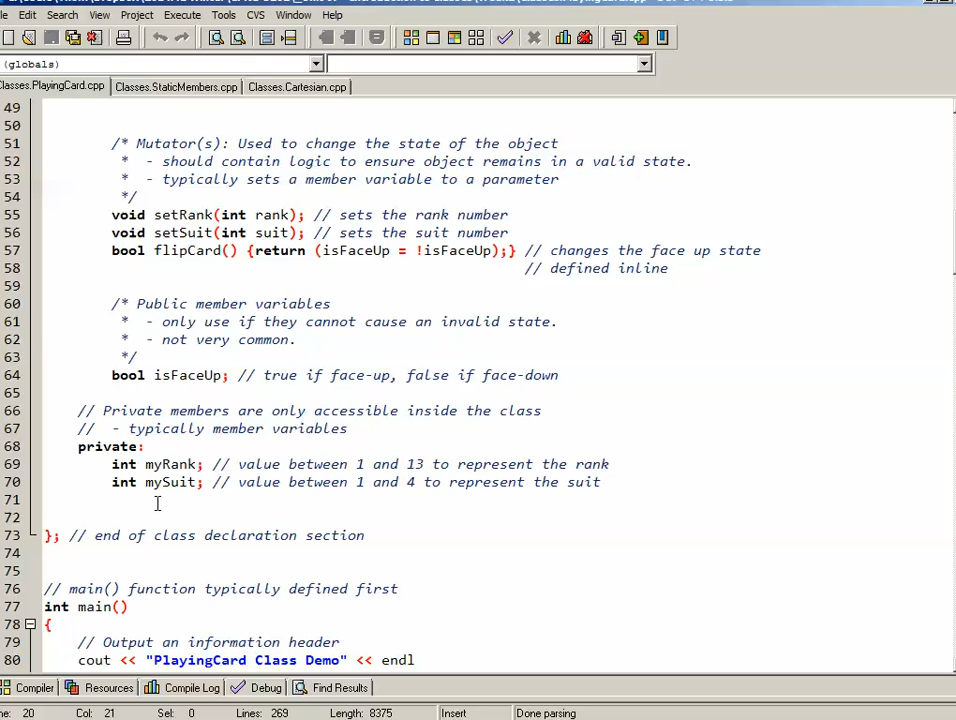 Edit Search View Project Execute Tools CVS Window Help
(globals)
Classes.PlayingCard.cpp Classes.StaticMembers.cpp Classes.Cartesian.cpp
49
50
51 /* Mutator(s): Used to change the state of the object
52 * - should contain logic to ensure object remains in a valid state.
53 * - typically sets a member variable to a parameter
54 */
55 void setRank(int rank); // sets the rank number
56 void setSuit(int suit); // sets the suit number
57 bool flipCard() {return (isFaceUp = !isFaceUp);} // changes the face up state
58 // defined inline
59
60 /* Public member variables
61 * - only use if they cannot cause an invalid state.
62 * - not very common.
63 */
64 bool isFaceUp; // true if face-up, false if face-down
65
66 // Private members are only accessible inside the class
67 // - typically member variables
68 private:
69 int myRank; // value between 1 and 13 to represent the rank
70 int mySuit; // value between 1 and 4 to represent the suit
71
72
73 }; // end of class declaration section
74
75
76 // main() function typically defined first
77 int main()
78 {
79 // Output an information header
80 cout << "PlayingCard Class Demo" << endl
Compiler Resources Compile Log Debug Find Results
ne: 20 Col: 21 Sel: 0 Lines: 269 Length: 8375 Insert Done parsing